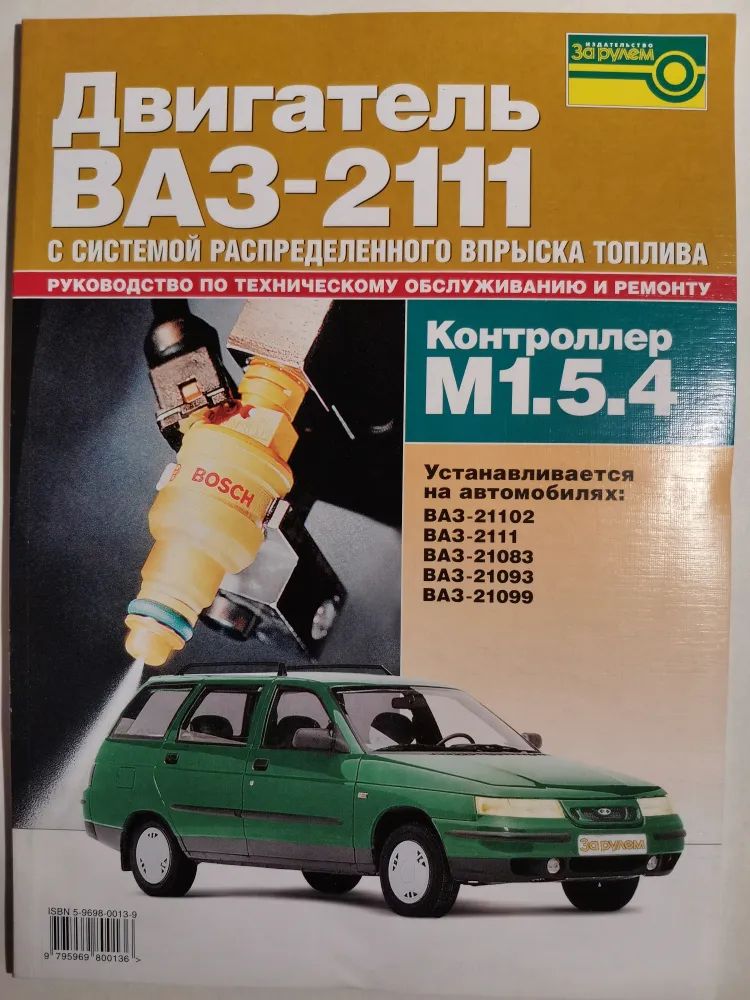 ИЗДАТЕЛЬСТВО
За рулем
Двигатель
ВАЗ-2111
С СИСТЕМОЙ РАСПРЕДЕЛЕННОГО ВПРЫСКА ТОПЛИВА
РУКОВОДСТВО ПО ТЕХНИЧЕСКОМУ ОБСЛУЖИВАНИЮ И РЕМОНТУ
Контроллер
М1.5.4
BOSCH
Устанавливается
на автомобилях:
ВАЗ-21102
ВАЗ-2111
ВАЗ-21083
ВАЗ-21093
ВАЗ-21099
За рулем
ISBN 5-9698-0013-9
9 795969 800136 >